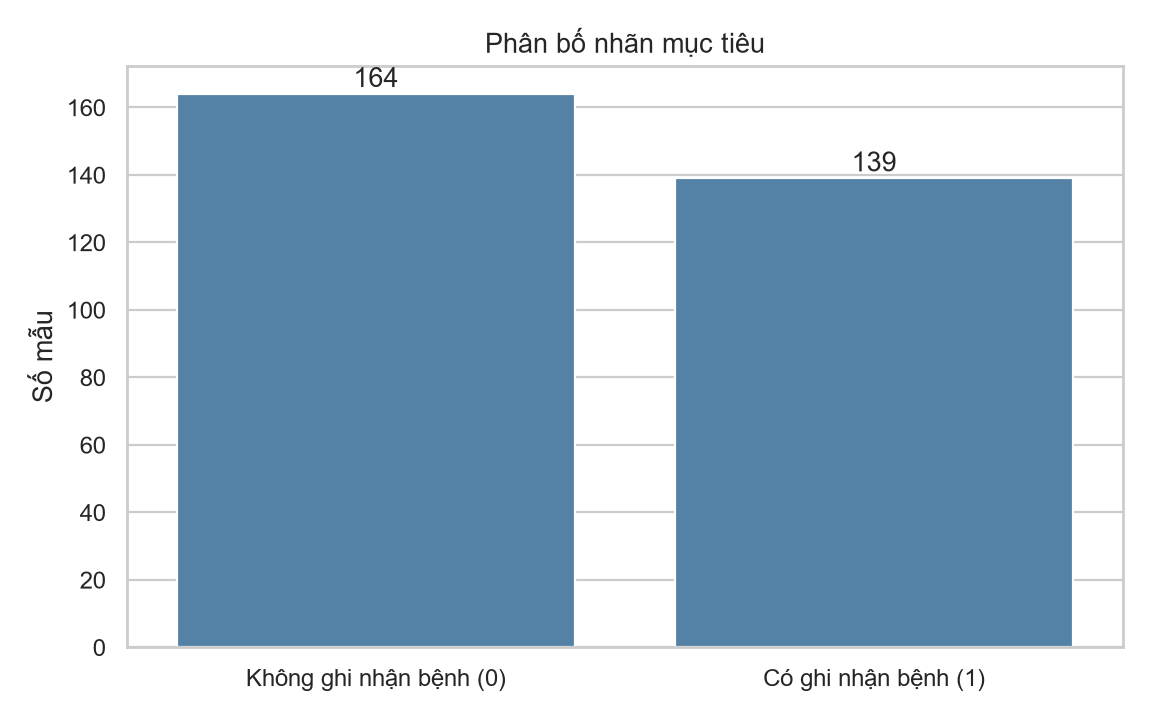 Phân bố nhãn mục tiêu
164
139
160
140
120
100
80
60
40
20
0
Số mẫu
Không ghi nhận bệnh (0)
Có ghi nhận bệnh (1)